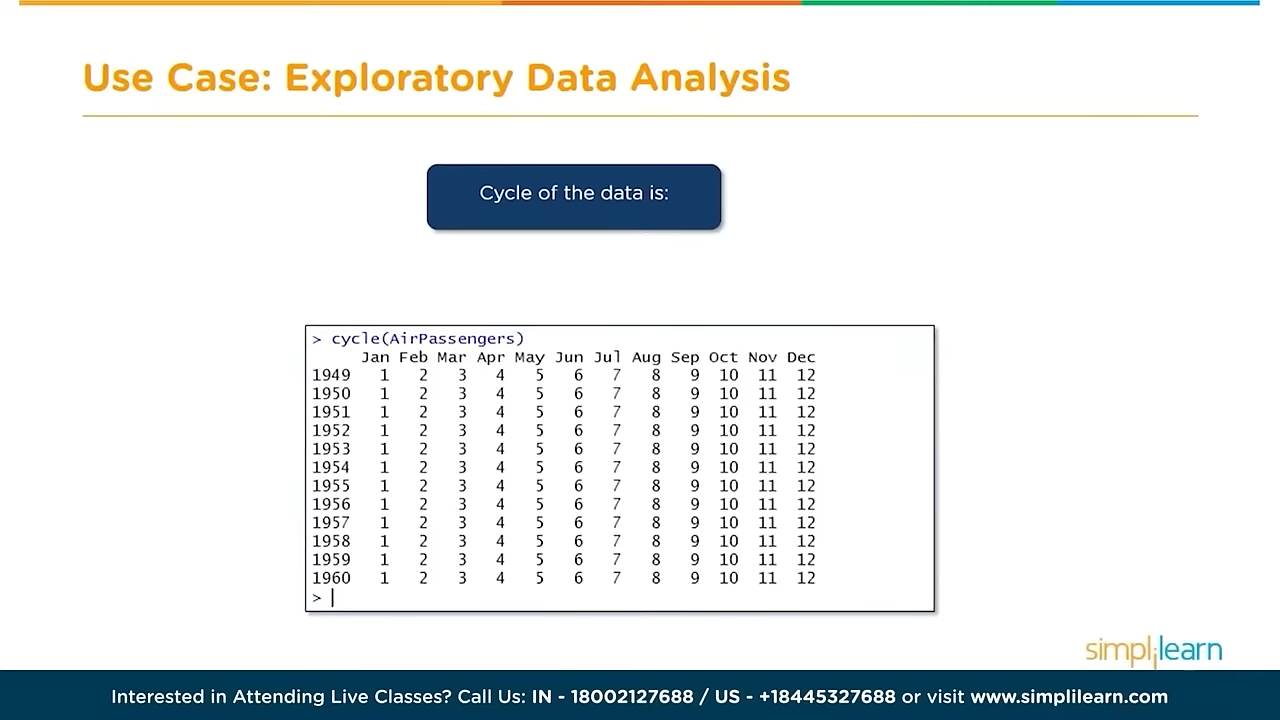 Use Case: Exploratory Data Analysis
Cycle of the data is:
> cycle(AirPassengers)
Jan Feb Mar Apr May Jun Jul Aug Sep Oct Nov Dec
1949 1 2 3 4 5 6 7 8 9 10 11 12
1950 1 2 3 4 5 6 7 8 9 10 11 12
1951 1 2 3 4 5 6 7 8 9 10 11 12
1952 1 2 3 4 5 6 7 8 9 10 11 12
1953 1 2 3 4 5 6 7 8 9 10 11 12
1954 1 2 3 4 5 6 7 8 9 10 11 12
1955 1 2 3 4 5 6 7 8 9 10 11 12
1956 1 2 3 4 5 6 7 8 9 10 11 12
1957 1 2 3 4 5 6 7 8 9 10 11 12
1958 1 2 3 4 5 6 7 8 9 10 11 12
1959 1 2 3 4 5 6 7 8 9 10 11 12
1960 1 2 3 4 5 6 7 8 9 10 11 12
>
simplilearn
Interested in Attending Live Classes? Call Us: IN - 18002127688 / US - +18445327688 or visit www.simplilearn.com